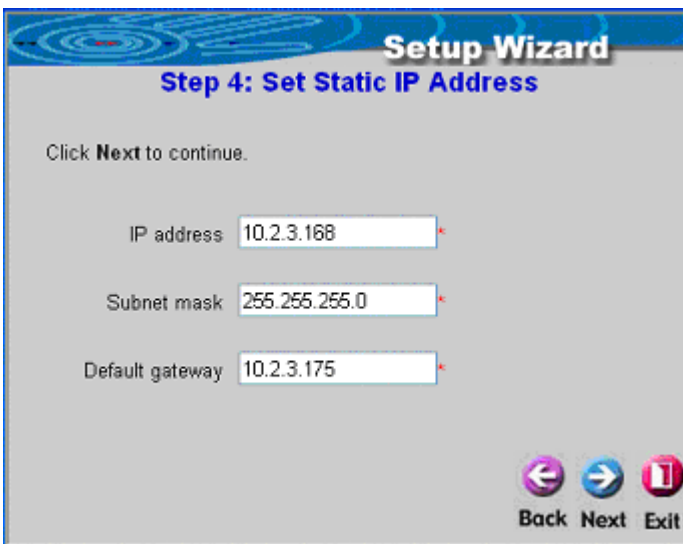 Setup Wizard
Step 4: Set Static IP Address
Click Next to continue.
IP address 10.2.3.168 *
Subnet mask 255.255.255.0 *
Default gateway 10.2.3.175 *
Back Next Exit